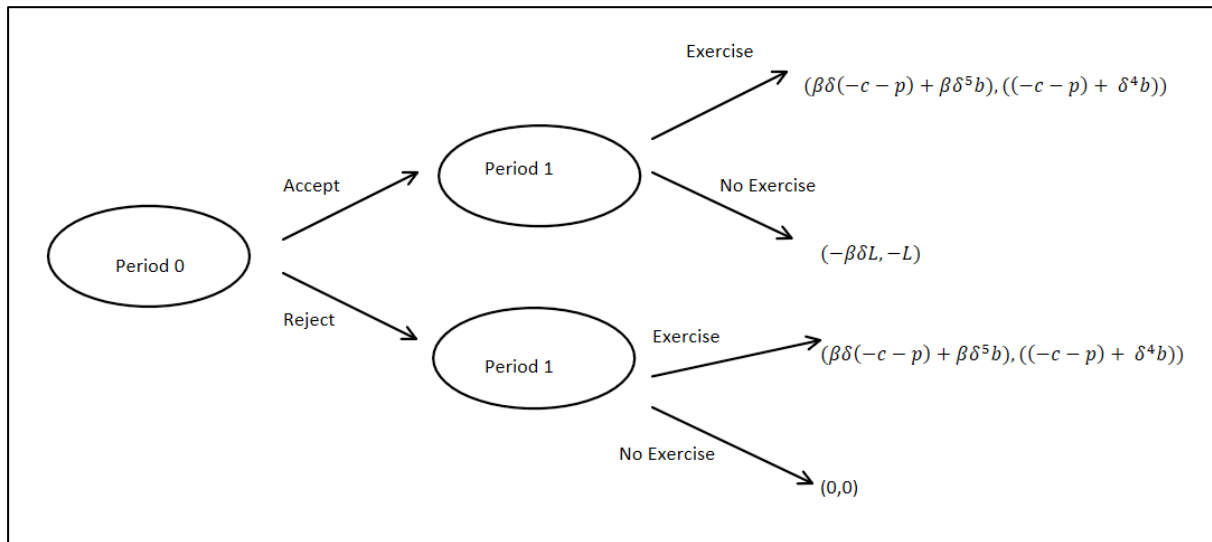 Exercise
(βδ(−c − p) + βδ⁵b), ((−c − p) + δ⁴b))
Period 1
Accept
No Exercise
(−βδL, −L)
Period 0
Reject
Exercise
(βδ(−c − p) + βδ⁵b), ((−c − p) + δ⁴b))
Period 1
No Exercise
(0,0)